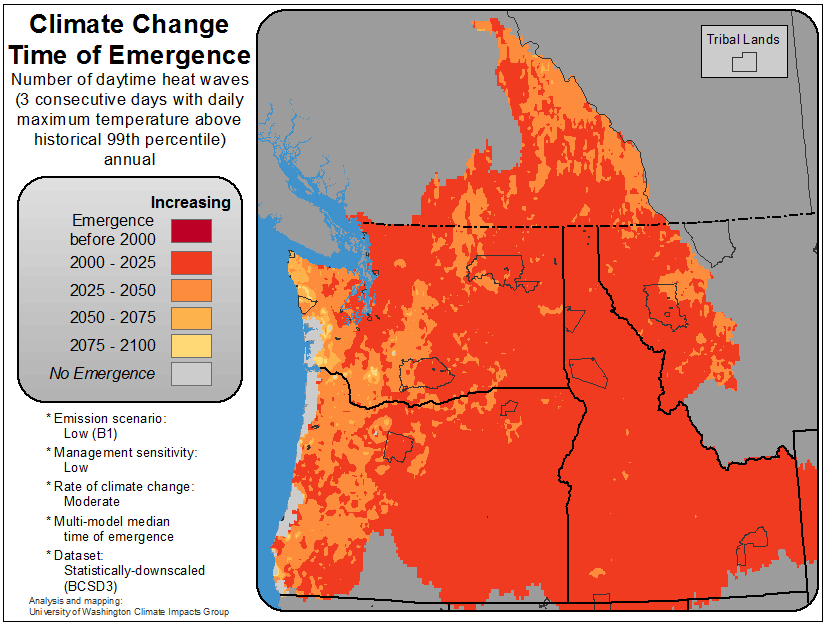 Climate Change
Time of Emergence
Number of daytime heat waves
(3 consecutive days with daily
maximum temperature above
historical 99th percentile)
annual
Increasing
Emergence
before 2000
2000 - 2025
2025 - 2050
2050 - 2075
2075 - 2100
No Emergence
* Emission scenario:
Low (B1)
* Management sensitivity:
Low
* Rate of climate change:
Moderate
* Multi-model median
time of emergence
* Dataset:
Statistically-downscaled
(BCSD3)
Analysis and mapping:
University of Washington Climate Impacts Group
Tribal Lands